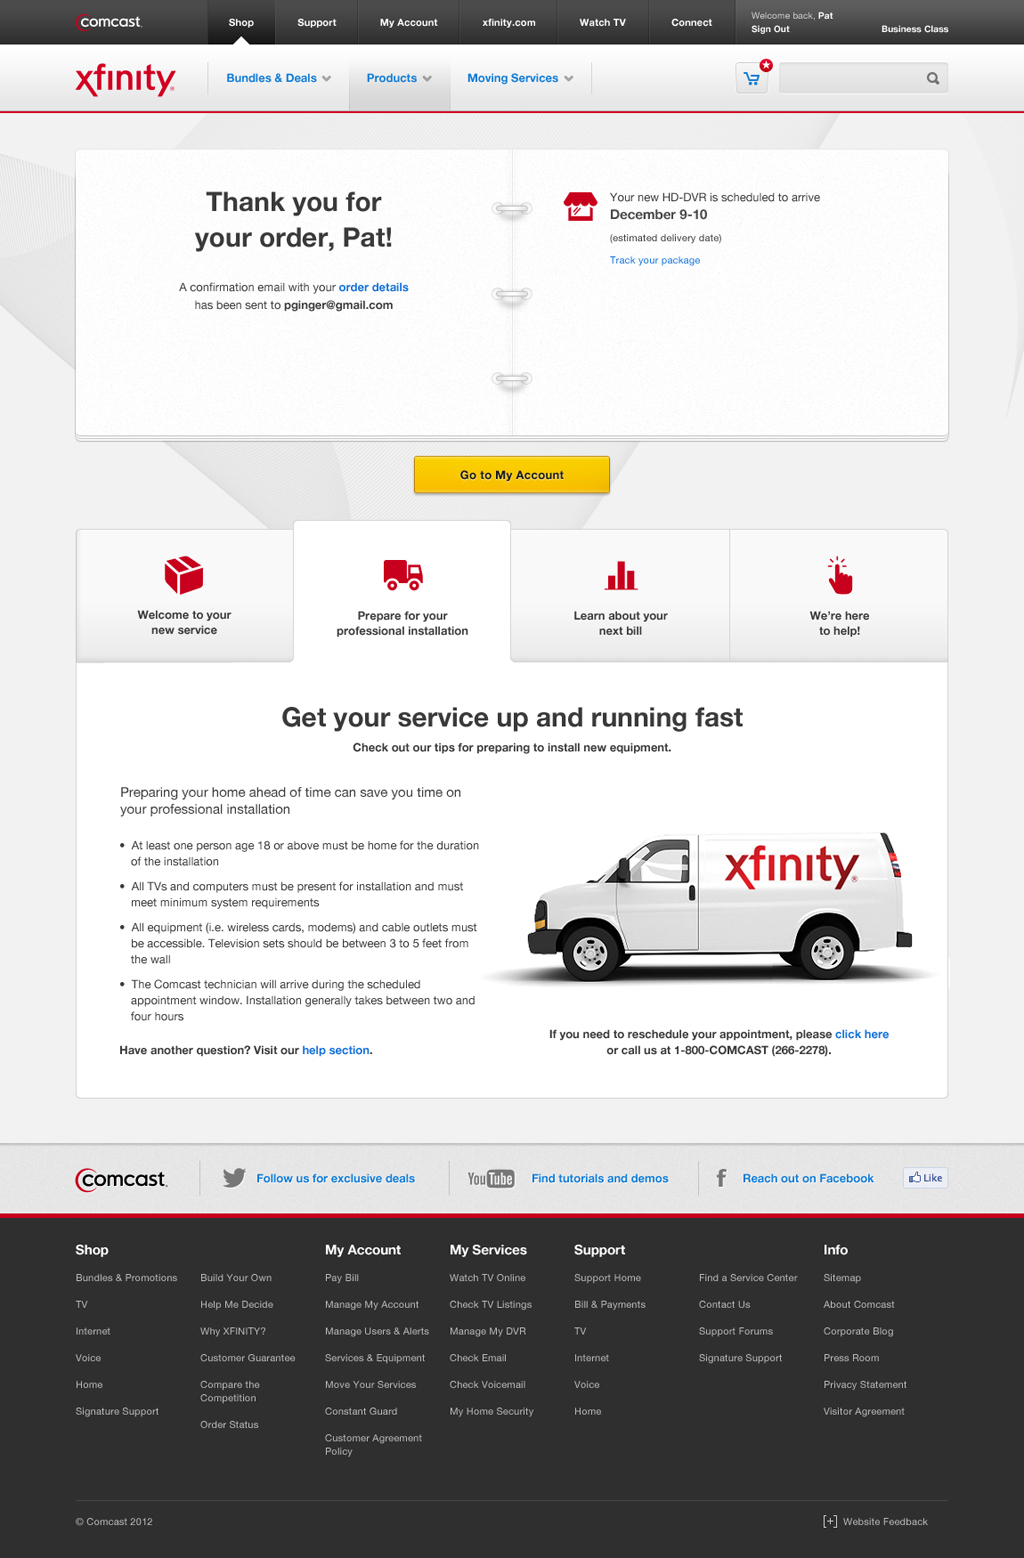 comcast.
Shop
Support
My Account
xfinity.com
Watch TV
Connect
Welcome back, Pat
Sign Out
Business Class
xfinity®
Bundles & Deals
Products
Moving Services
Thank you for
your order, Pat!
A confirmation email with your order details
has been sent to pginger@gmail.com
Your new HD-DVR is scheduled to arrive
December 9-10
(estimated delivery date)
Track your package
Go to My Account
Welcome to your
new service
Prepare for your
professional installation
Learn about your
next bill
We're here
to help!
Get your service up and running fast
Check out our tips for preparing to install new equipment.
Preparing your home ahead of time can save you time on
your professional installation
• At least one person age 18 or above must be home for the duration
of the installation
• All TVs and computers must be present for installation and must
meet minimum system requirements
• All equipment (i.e. wireless cards, modems) and cable outlets must
be accessible. Television sets should be between 3 to 5 feet from
the wall
• The Comcast technician will arrive during the scheduled
appointment window. Installation generally takes between two and
four hours
Have another question? Visit our help section.
xfinity®
If you need to reschedule your appointment, please click here
or call us at 1-800-COMCAST (266-2278).
comcast.
Follow us for exclusive deals
YouTube
Find tutorials and demos
f
Reach out on Facebook
Like
Shop
Bundles & Promotions
TV
Internet
Voice
Home
Signature Support
Build Your Own
Help Me Decide
Why XFINITY?
Customer Guarantee
Compare the
Competition
Order Status
My Account
Pay Bill
Manage My Account
Manage Users & Alerts
Services & Equipment
Move Your Services
Constant Guard
Customer Agreement
Policy
My Services
Watch TV Online
Check TV Listings
Manage My DVR
Check Email
Check Voicemail
My Home Security
Support
Support Home
Bill & Payments
TV
Internet
Voice
Home
Find a Service Center
Contact Us
Support Forums
Signature Support
Info
Sitemap
About Comcast
Corporate Blog
Press Room
Privacy Statement
Visitor Agreement
© Comcast 2012
[+] Website Feedback